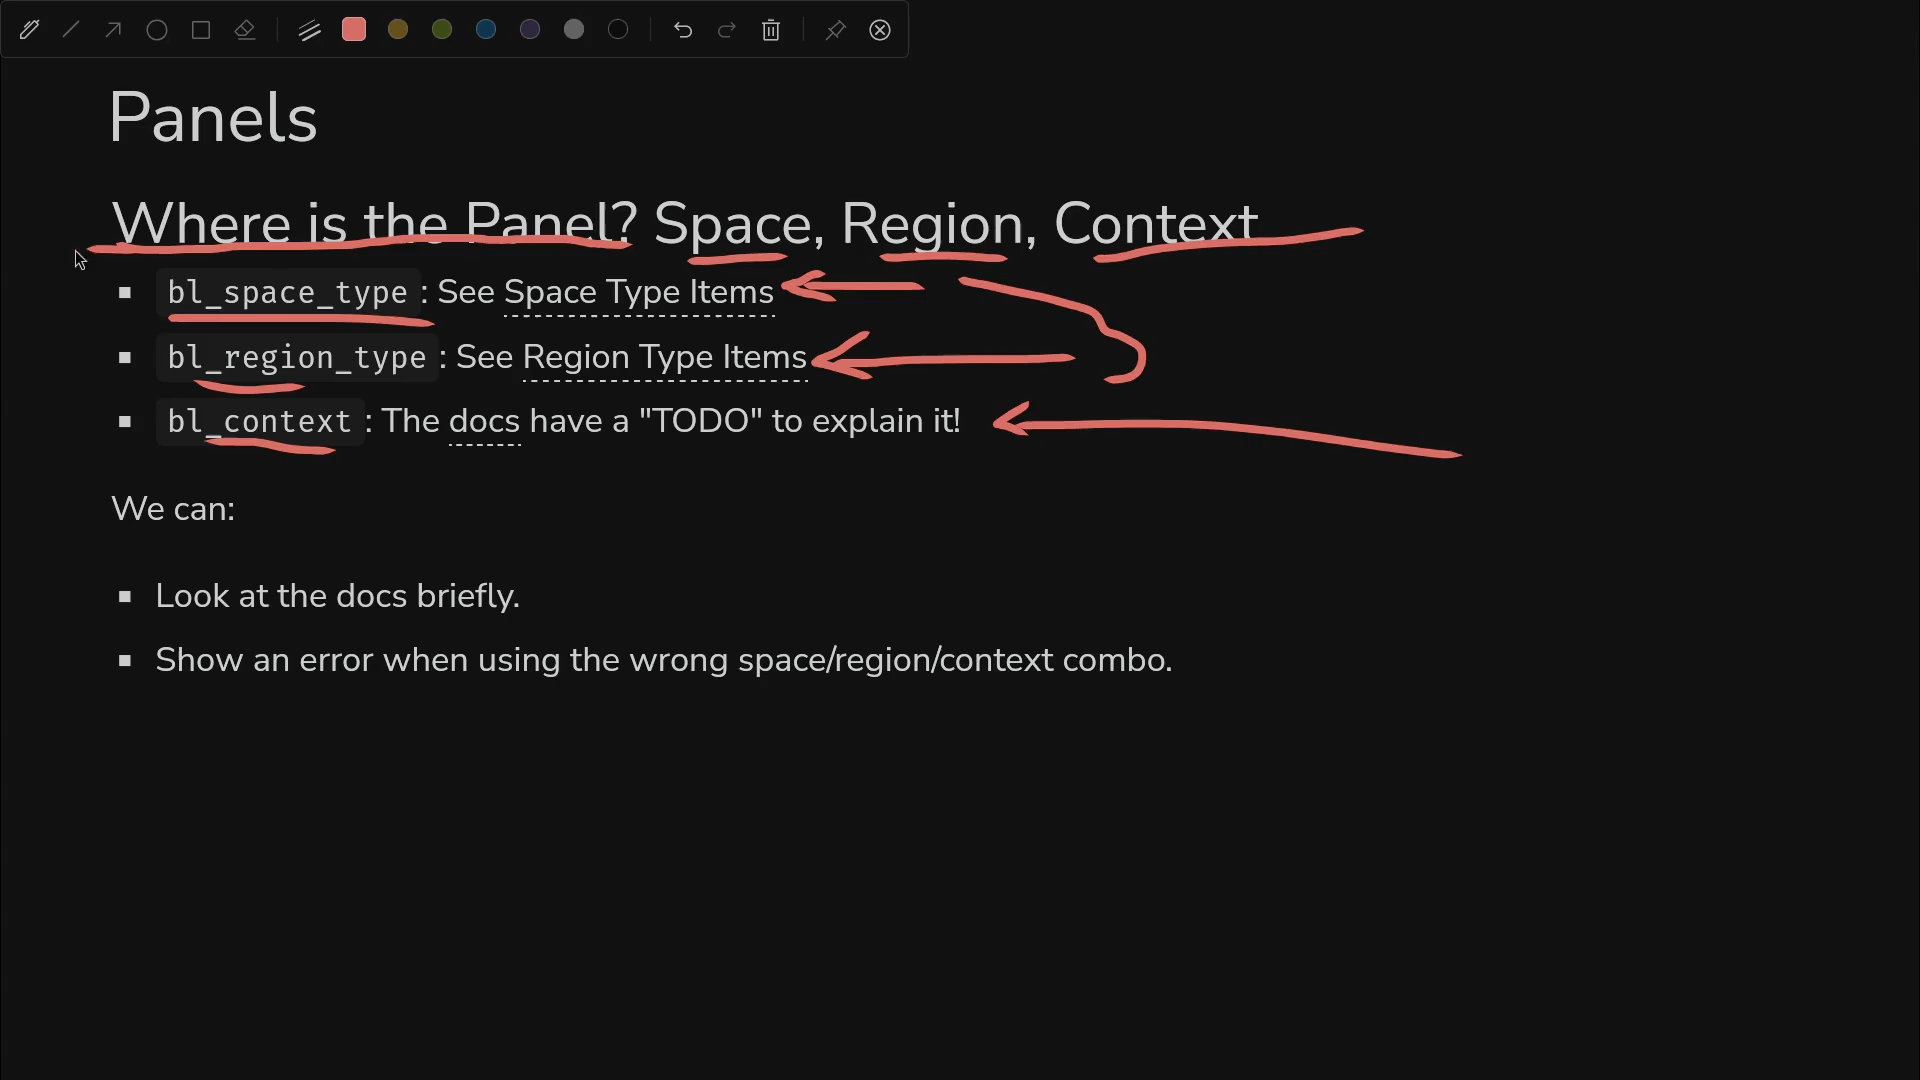 Panels
Where is the Panel? Space, Region, Context
bl_space_type : See Space Type Items
bl_region_type : See Region Type Items
bl_context : The docs have a "TODO" to explain it!
We can:
Look at the docs briefly.
Show an error when using the wrong space/region/context combo.